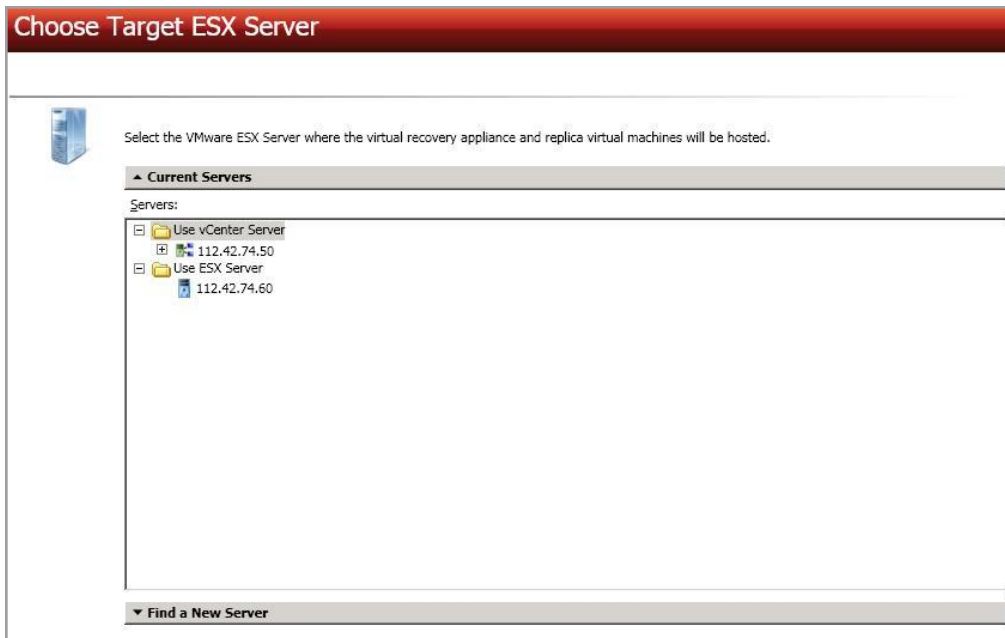 Choose Target ESX Server
Select the VMware ESX Server where the virtual recovery appliance and replica virtual machines will be hosted.
Current Servers
Servers:
Use vCenter Server
112.42.74.50
Use ESX Server
112.42.74.60
Find a New Server